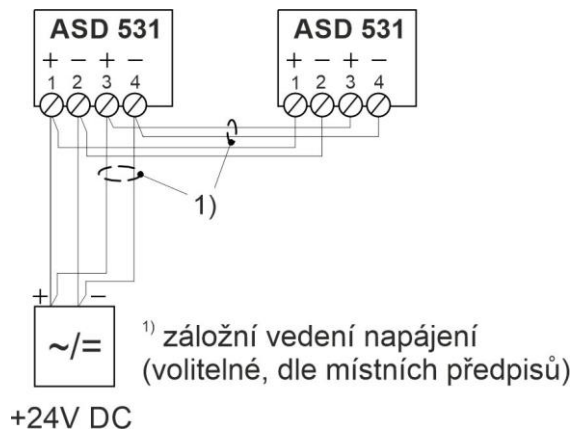 ASD 531
ASD 531
+ − + −
+ − + −
1 2 3 4
1 2 3 4
1)
+ −
~/=
1) záložní vedení napájení
(volitelné, dle místních předpisů)
+24V DC